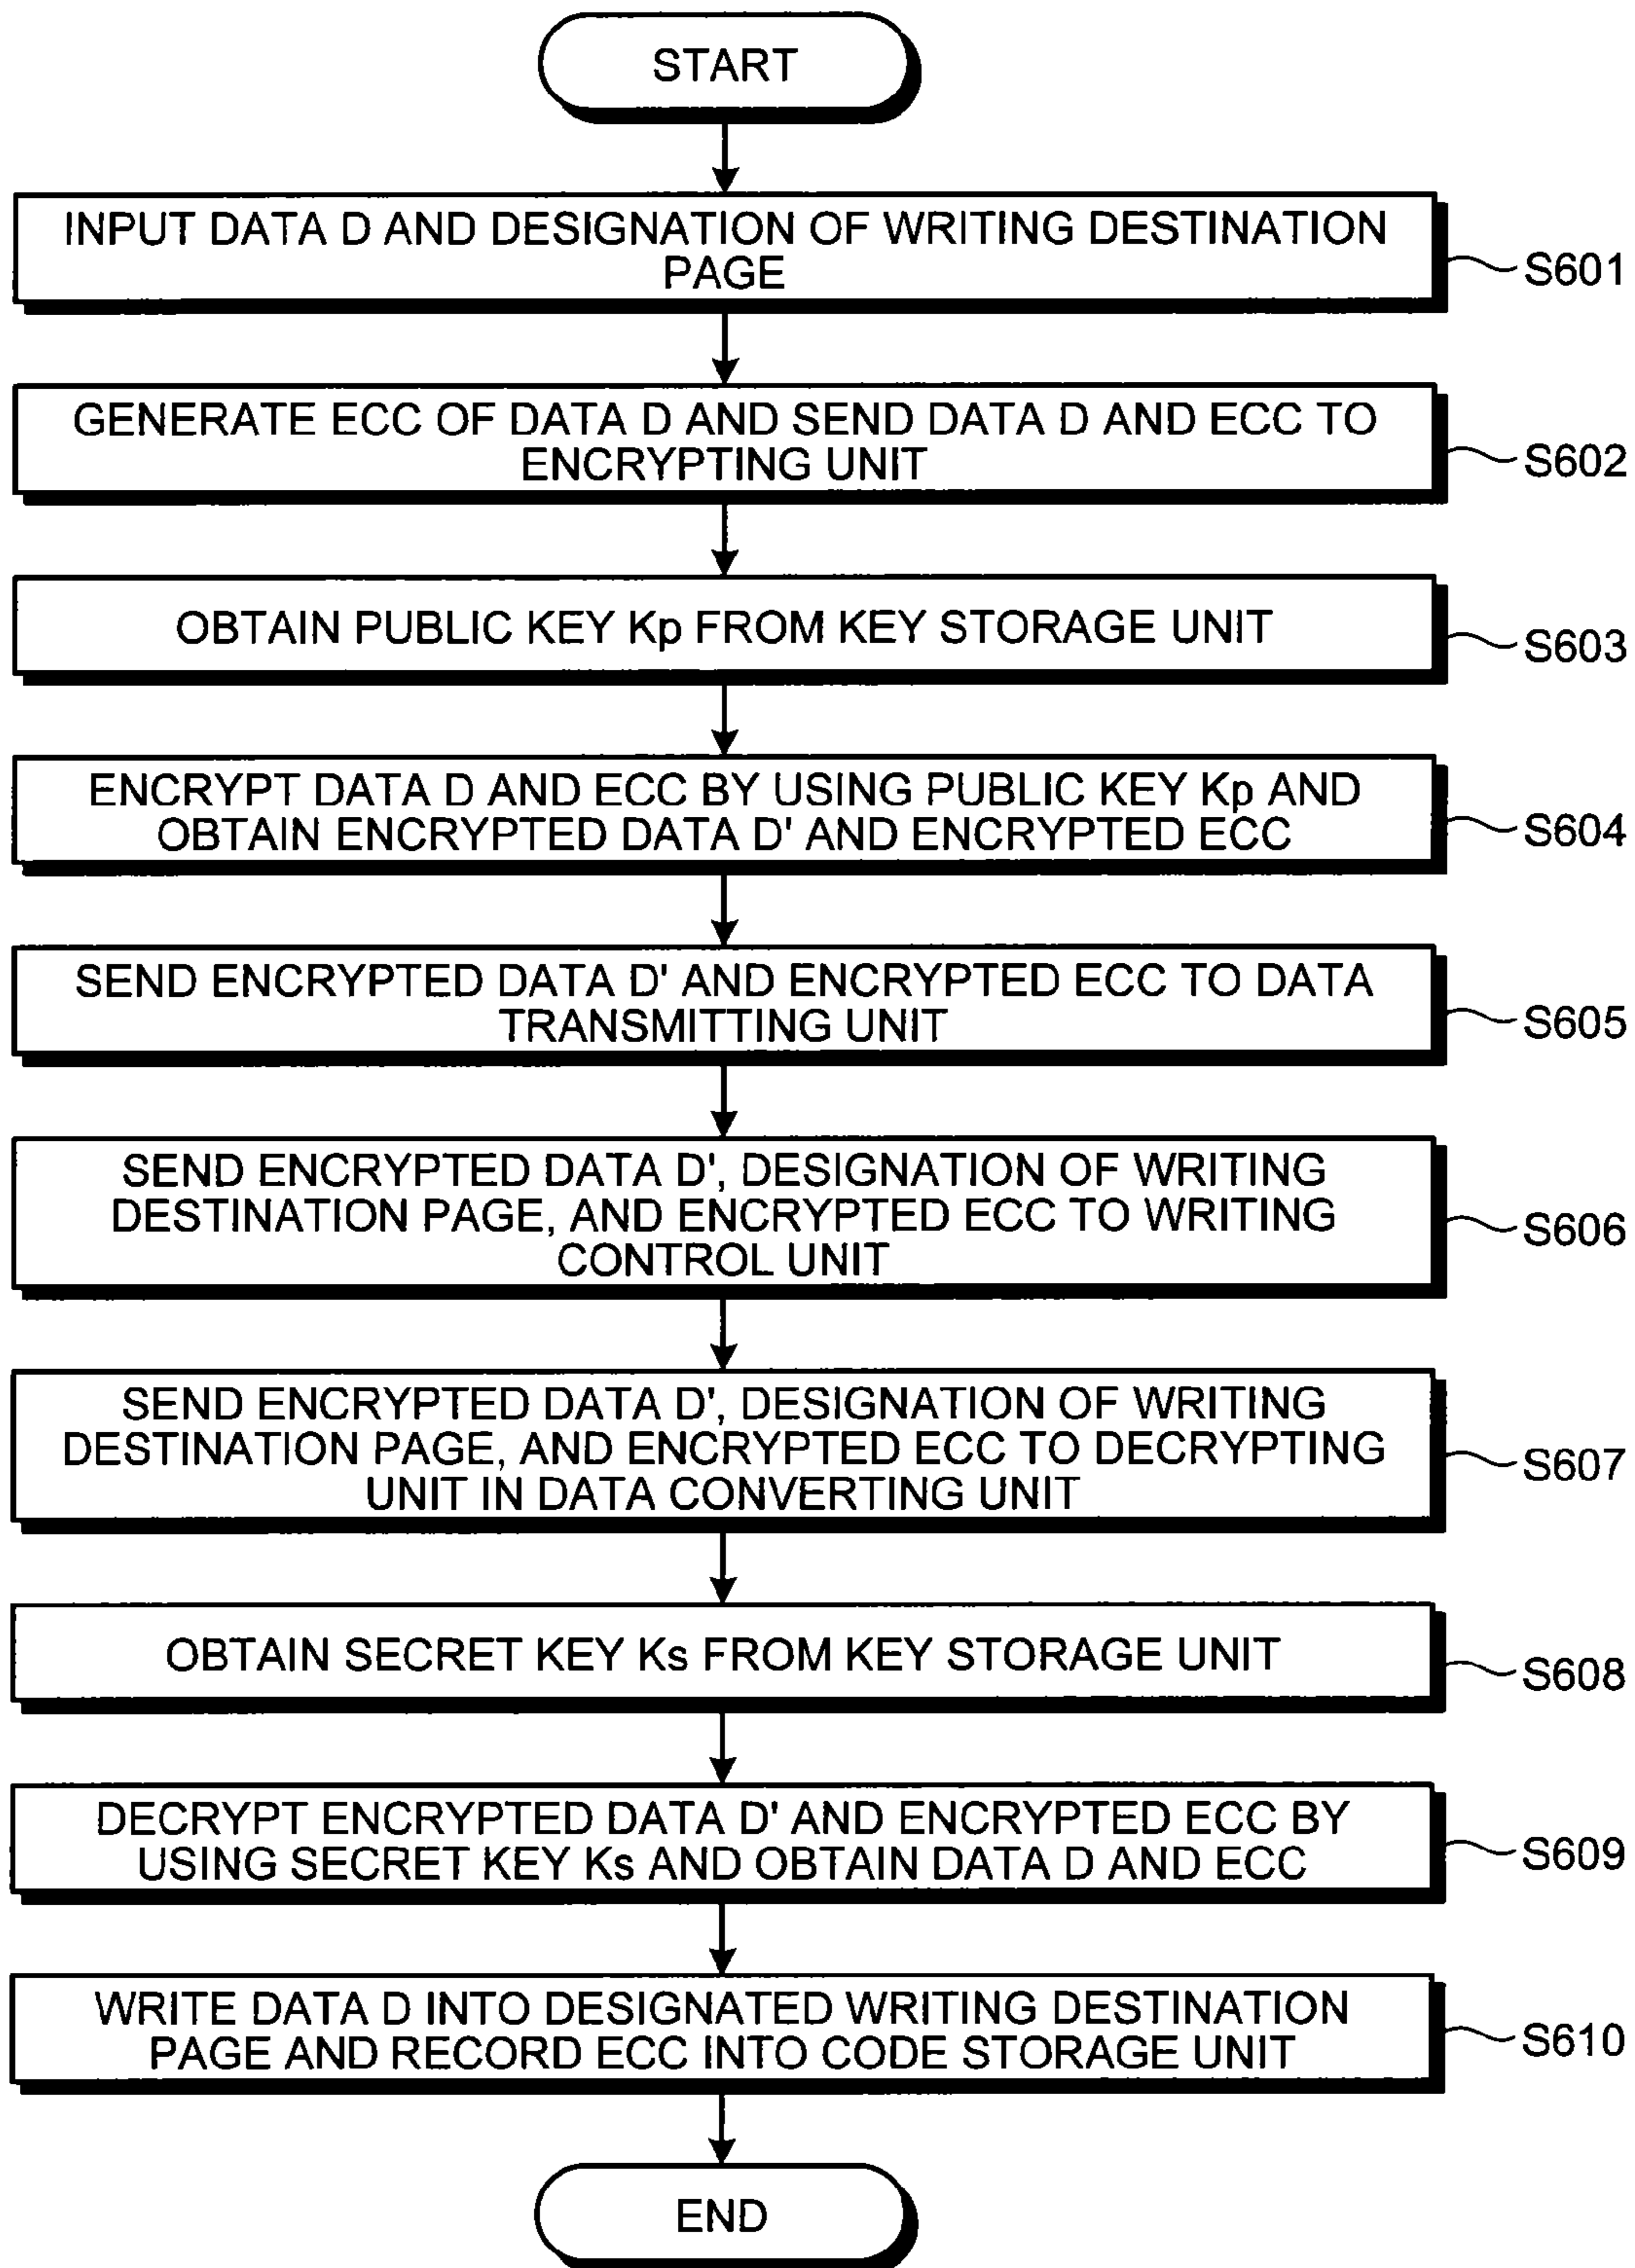 START
INPUT DATA D AND DESIGNATION OF WRITING DESTINATION
PAGE
S601
GENERATE ECC OF DATA D AND SEND DATA D AND ECC TO
ENCRYPTING UNIT
S602
OBTAIN PUBLIC KEY Kp FROM KEY STORAGE UNIT
S603
ENCRYPT DATA D AND ECC BY USING PUBLIC KEY Kp AND
OBTAIN ENCRYPTED DATA D' AND ENCRYPTED ECC
S604
SEND ENCRYPTED DATA D' AND ENCRYPTED ECC TO DATA
TRANSMITTING UNIT
S605
SEND ENCRYPTED DATA D', DESIGNATION OF WRITING
DESTINATION PAGE, AND ENCRYPTED ECC TO WRITING
CONTROL UNIT
S606
SEND ENCRYPTED DATA D', DESIGNATION OF WRITING
DESTINATION PAGE, AND ENCRYPTED ECC TO DECRYPTING
UNIT IN DATA CONVERTING UNIT
S607
OBTAIN SECRET KEY Ks FROM KEY STORAGE UNIT
S608
DECRYPT ENCRYPTED DATA D' AND ENCRYPTED ECC BY
USING SECRET KEY Ks AND OBTAIN DATA D AND ECC
S609
WRITE DATA D INTO DESIGNATED WRITING DESTINATION
PAGE AND RECORD ECC INTO CODE STORAGE UNIT
S610
END